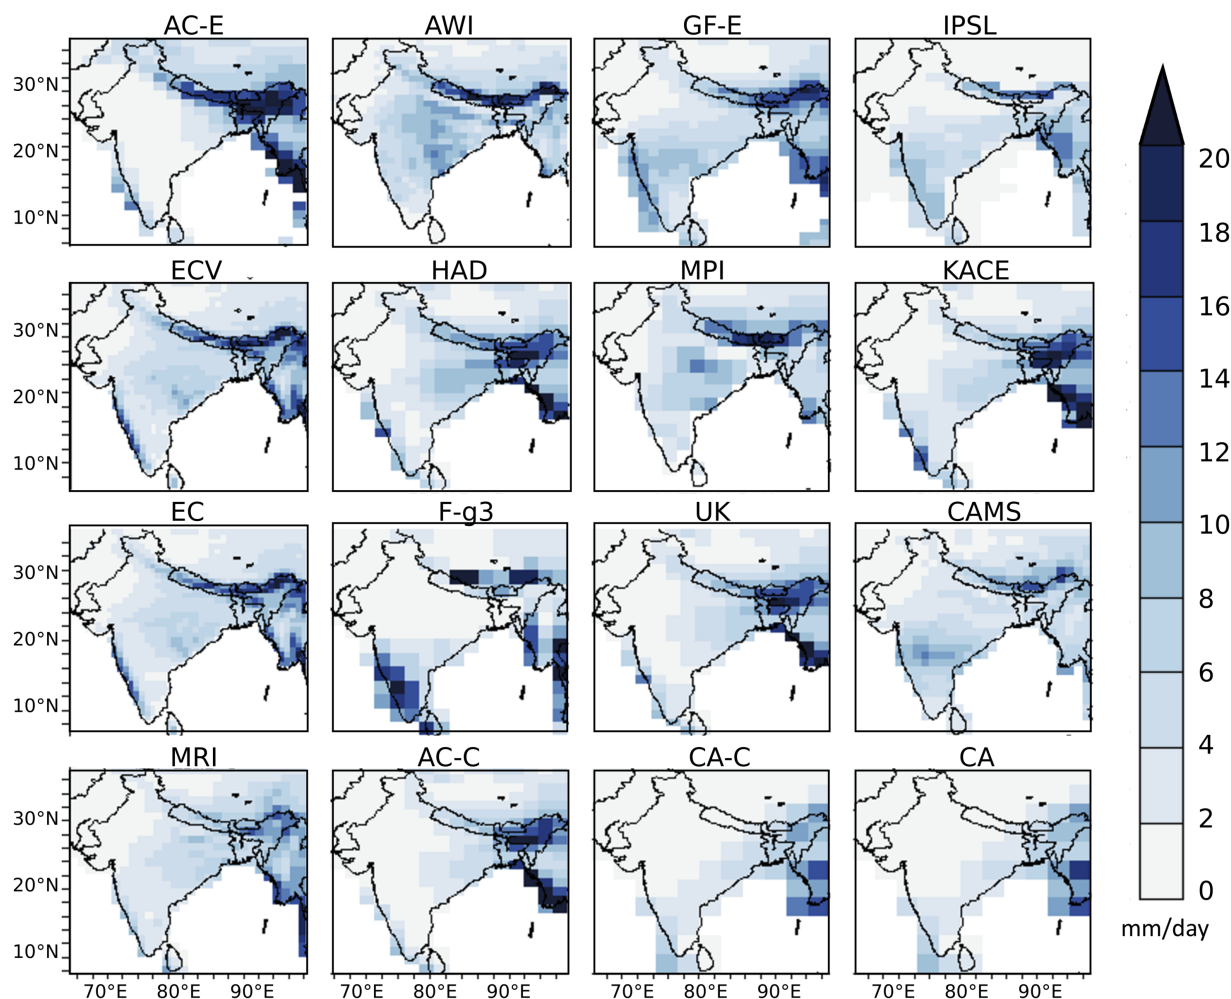 AC-E AWI GF-E IPSL
30°N
20°N
10°N
ECV HAD MPI KACE
30°N
20°N
10°N
EC F-g3 UK CAMS
30°N
20°N
10°N
MRI AC-C CA-C CA
30°N
20°N
10°N
70°E 80°E 90°E 70°E 80°E 90°E 70°E 80°E 90°E 70°E 80°E 90°E
20
18
16
14
12
10
8
6
4
2
0
mm/day